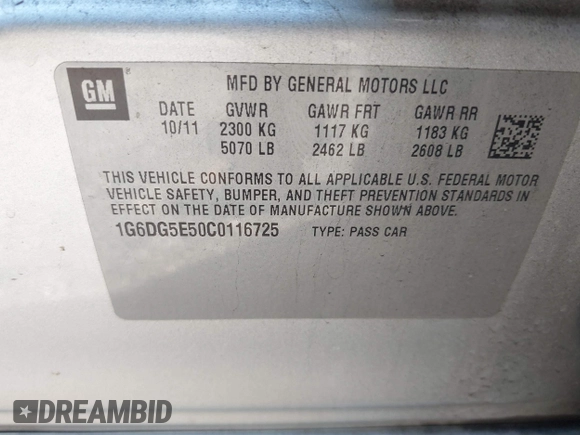 GM
MFD BY GENERAL MOTORS LLC
DATE GVWR GAWR FRT GAWR RR
10/11 2300 KG 1117 KG 1183 KG
5070 LB 2462 LB 2608 LB
THIS VEHICLE CONFORMS TO ALL APPLICABLE U.S. FEDERAL MOTOR
VEHICLE SAFETY, BUMPER, AND THEFT PREVENTION STANDARDS IN
EFFECT ON THE DATE OF MANUFACTURE SHOWN ABOVE.
1G6DG5E50C0116725 TYPE: PASS CAR
DREAMBID